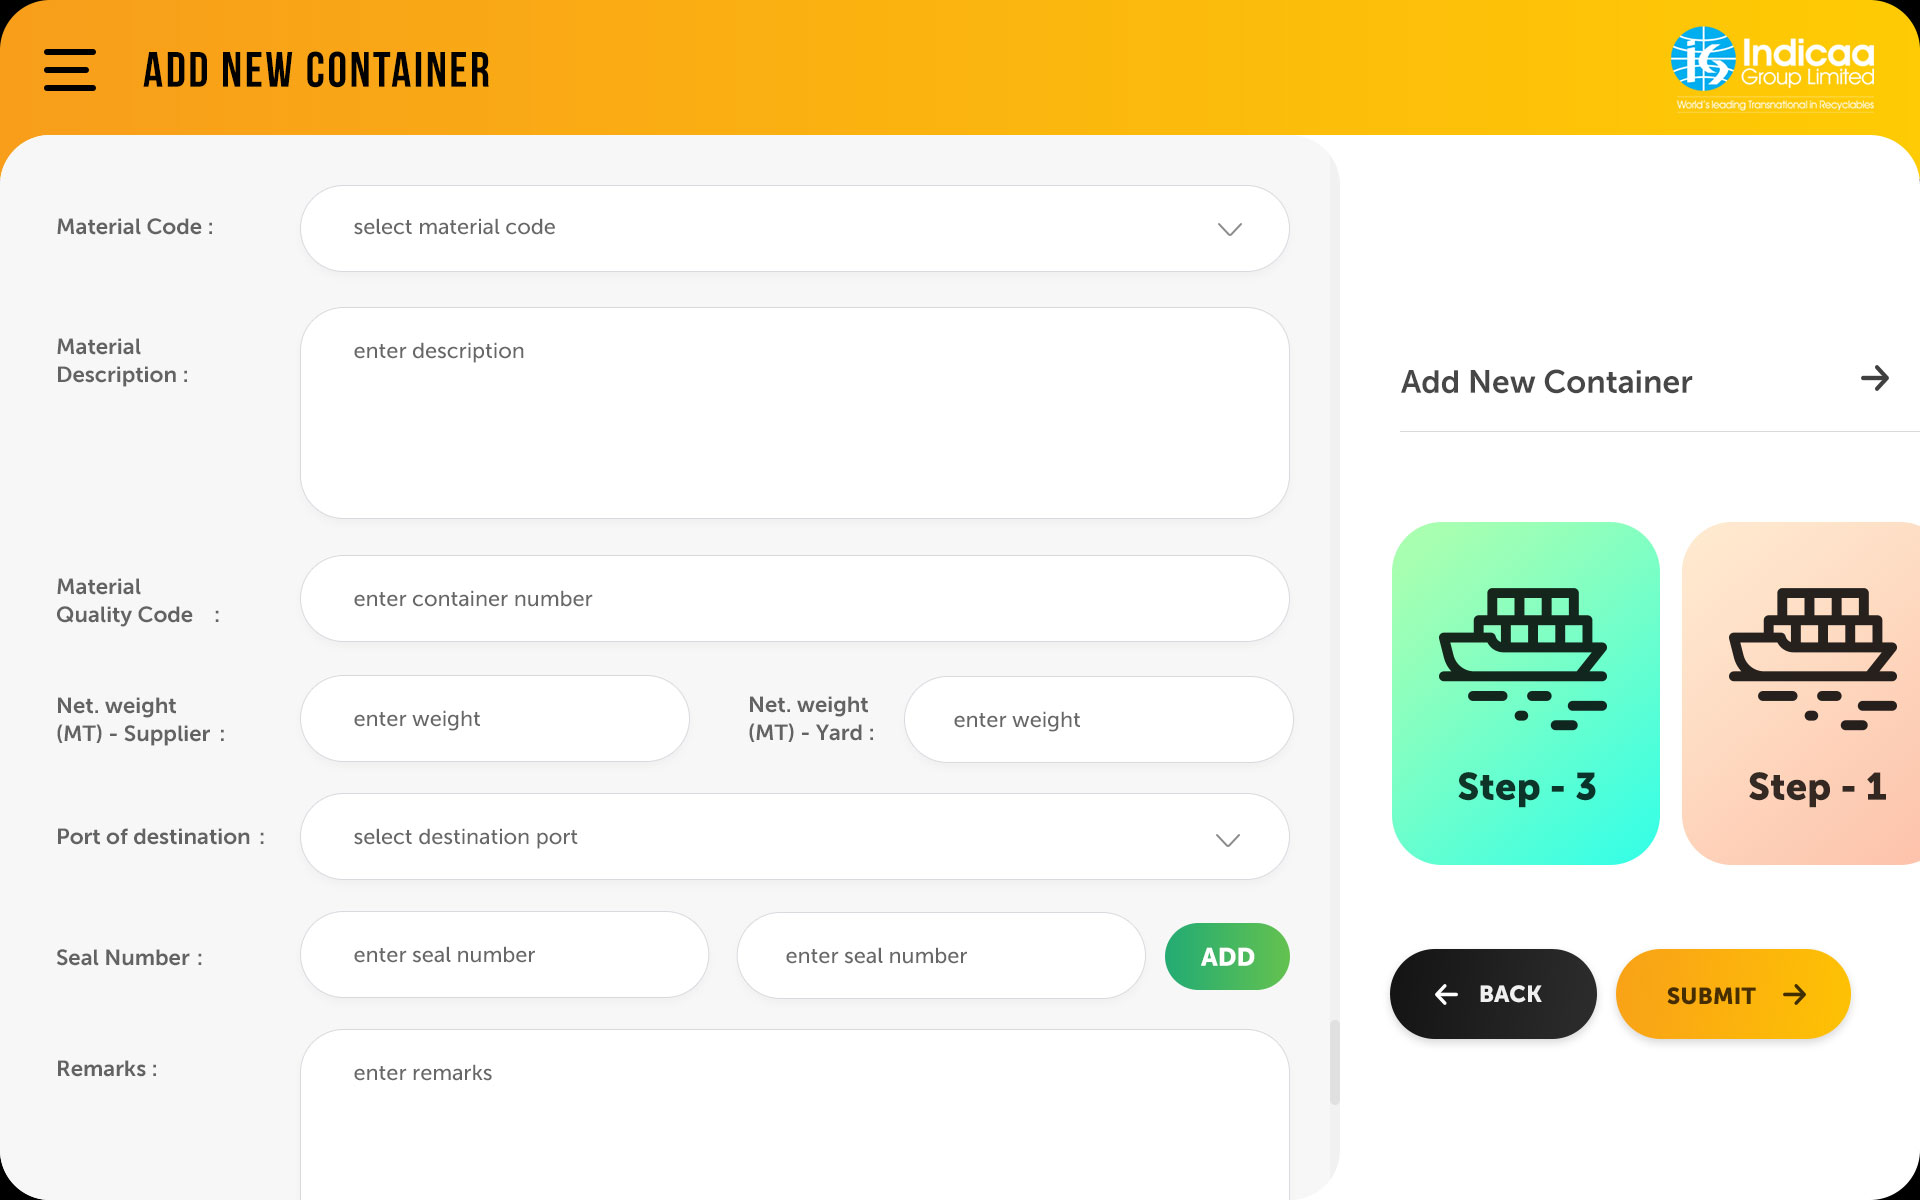 ADD NEW CONTAINER
Indicaa
Group Limited
World's leading Transnational in Recyclables
Material Code :
select material code
Material
Description :
enter description
Material
Quality Code :
enter container number
Net. weight
(MT) - Supplier :
enter weight
Net. weight
(MT) - Yard :
enter weight
Port of destination :
select destination port
Seal Number :
enter seal number
enter seal number
ADD
Remarks :
enter remarks
Add New Container
Step - 3
Step - 1
BACK
SUBMIT